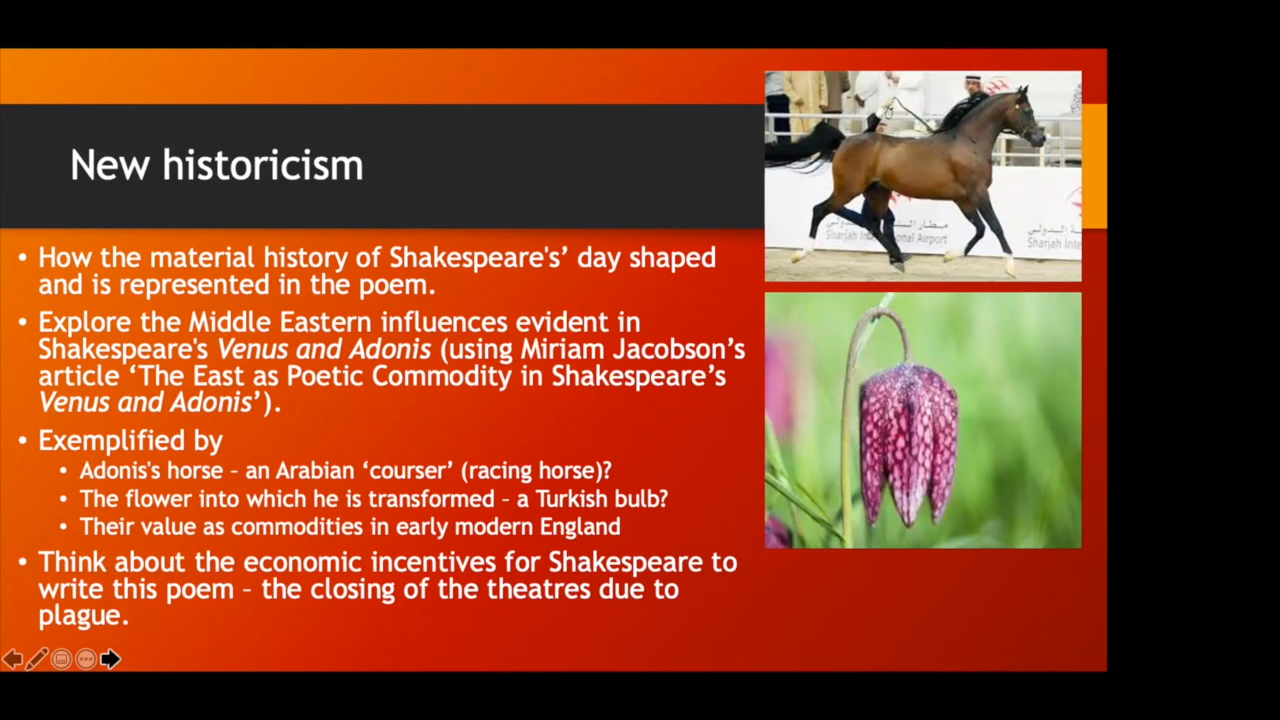 New historicism
• How the material history of Shakespeare's’ day shaped
and is represented in the poem.
• Explore the Middle Eastern influences evident in
Shakespeare's Venus and Adonis (using Miriam Jacobson’s
article ‘The East as Poetic Commodity in Shakespeare’s
Venus and Adonis’).
• Exemplified by
• Adonis's horse – an Arabian ‘courser’ (racing horse)?
• The flower into which he is transformed – a Turkish bulb?
• Their value as commodities in early modern England
• Think about the economic incentives for Shakespeare to
write this poem – the closing of the theatres due to
plague.
Sharjah
Airport
Sharjah